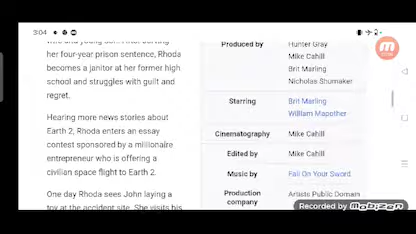 3:04
wife and young son. After serving
her four-year prison sentence, Rhoda
becomes a janitor at her former high
school and struggles with guilt and
regret.
Hearing more news stories about
Earth 2, Rhoda enters an essay
contest sponsored by a millionaire
entrepreneur who is offering a
civilian space flight to Earth 2.
One day Rhoda sees John laying a
toy at the accident site. She visits his
Produced by Hunter Gray
Mike Cahill
Brit Marling
Nicholas Shumaker
Starring Brit Marling
William Mapother
Cinematography Mike Cahill
Edited by Mike Cahill
Music by Fall On Your Sword
Production Artists Public Domain
company
Recorded by Mobizen